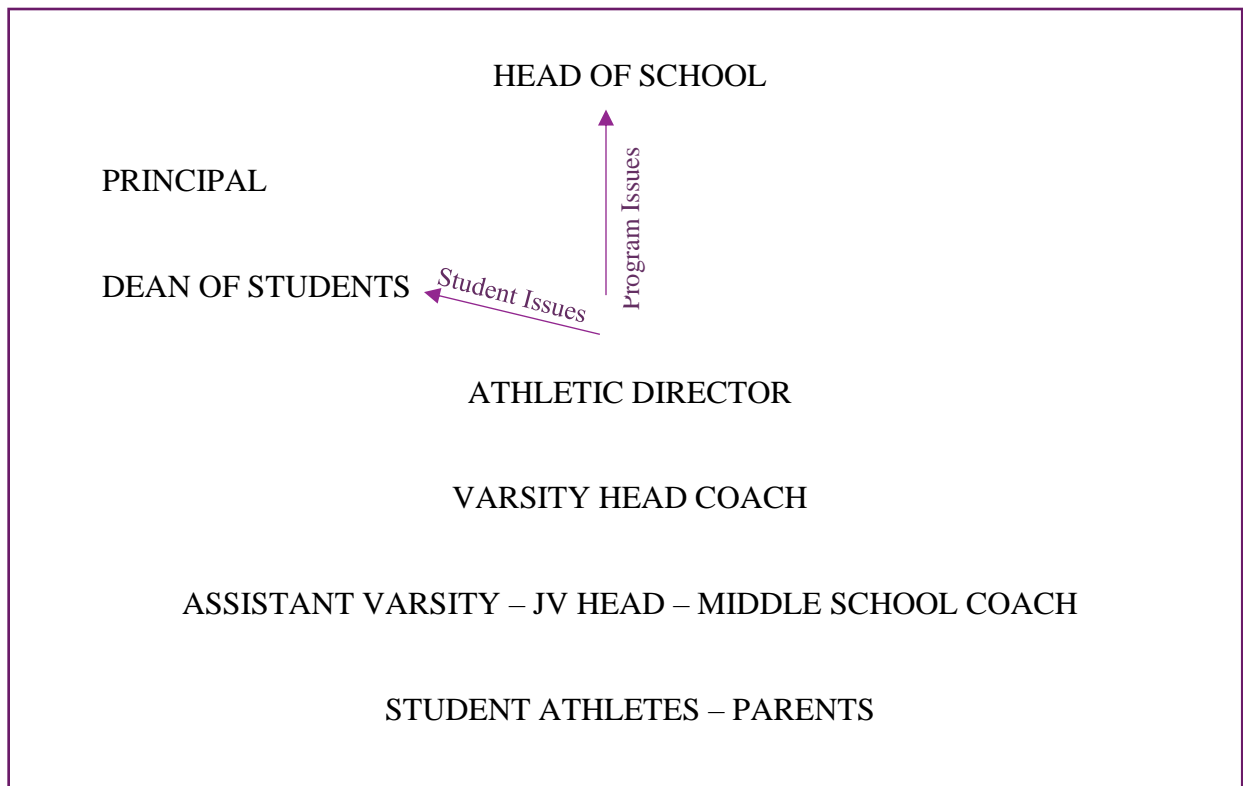 HEAD OF SCHOOL
PRINCIPAL
Program Issues
DEAN OF STUDENTS
Student Issues
ATHLETIC DIRECTOR
VARSITY HEAD COACH
ASSISTANT VARSITY – JV HEAD – MIDDLE SCHOOL COACH
STUDENT ATHLETES – PARENTS